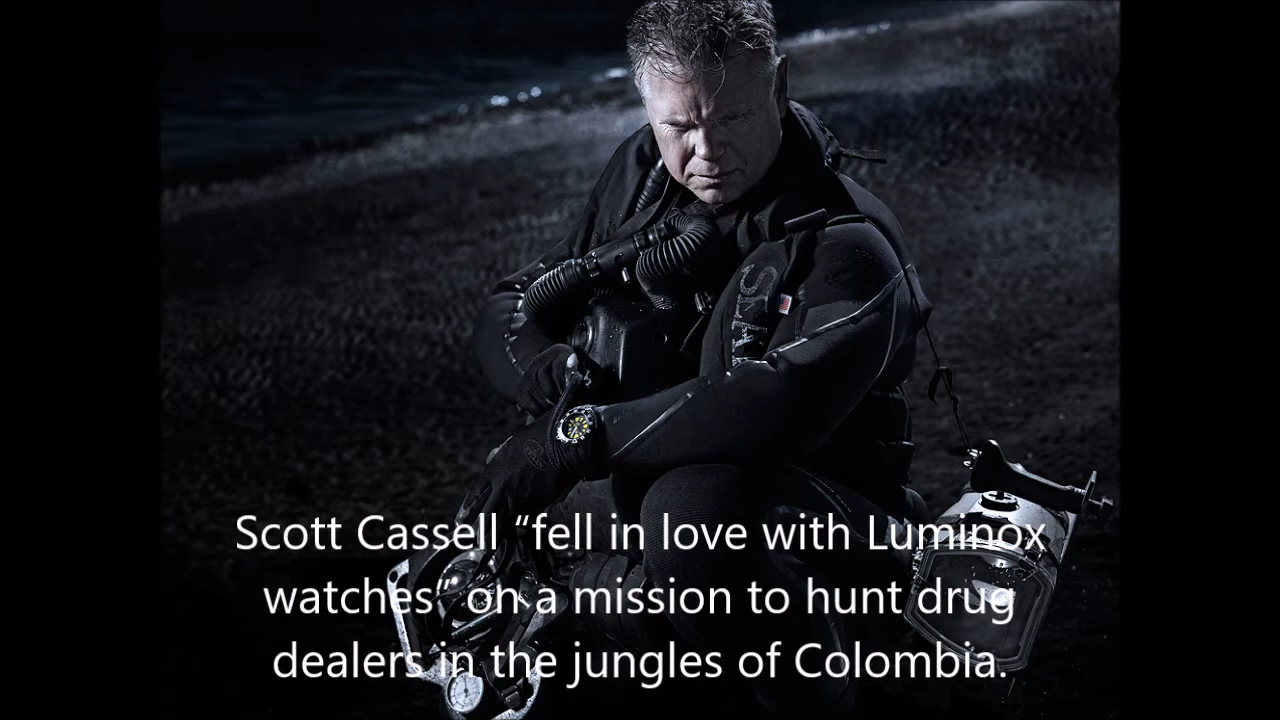 Scott Cassell “fell in love with Luminox
watches” on a mission to hunt drug
dealers in the jungles of Colombia.